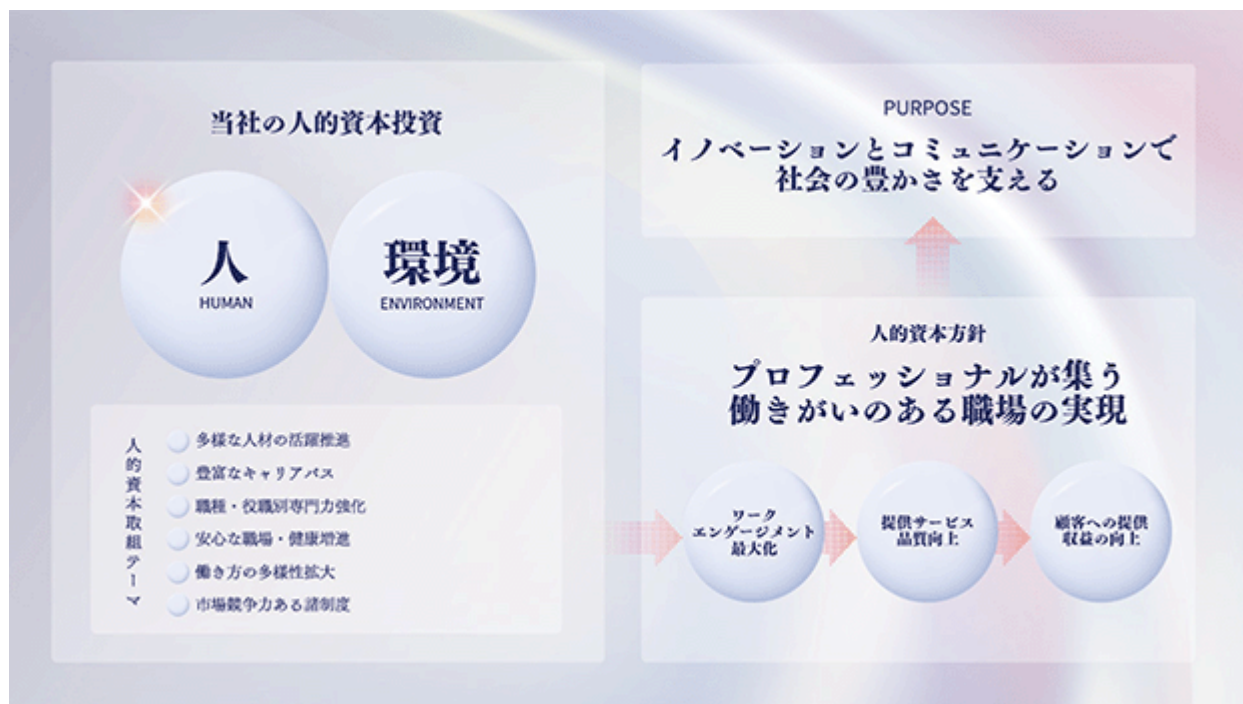 当社の人的資本投資
人
HUMAN
環境
ENVIRONMENT
人的資本取組テーマ
多様な人材の活躍推進
豊富なキャリアパス
職種・役職別専門力強化
安心な職場・健康増進
働き方の多様性拡大
市場競争力ある諸制度
PURPOSE
イノベーションとコミュニケーションで
社会の豊かさを支える
人的資本方針
プロフェッショナルが集う
働きがいのある職場の実現
ワーク
エンゲージメント
最大化
提供サービス
品質向上
顧客への提供
収益の向上